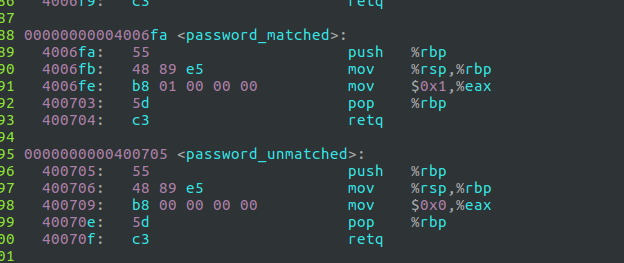 86 4006f9: c3 retq
87
88 00000000004006fa <password_matched>:
89 4006fa: 55 push %rbp
90 4006fb: 48 89 e5 mov %rsp,%rbp
91 4006fe: b8 01 00 00 00 mov $0x1,%eax
92 400703: 5d pop %rbp
93 400704: c3 retq
94
95 0000000000400705 <password_unmatched>:
96 400705: 55 push %rbp
97 400706: 48 89 e5 mov %rsp,%rbp
98 400709: b8 00 00 00 00 mov $0x0,%eax
99 40070e: 5d pop %rbp
00 40070f: c3 retq
01